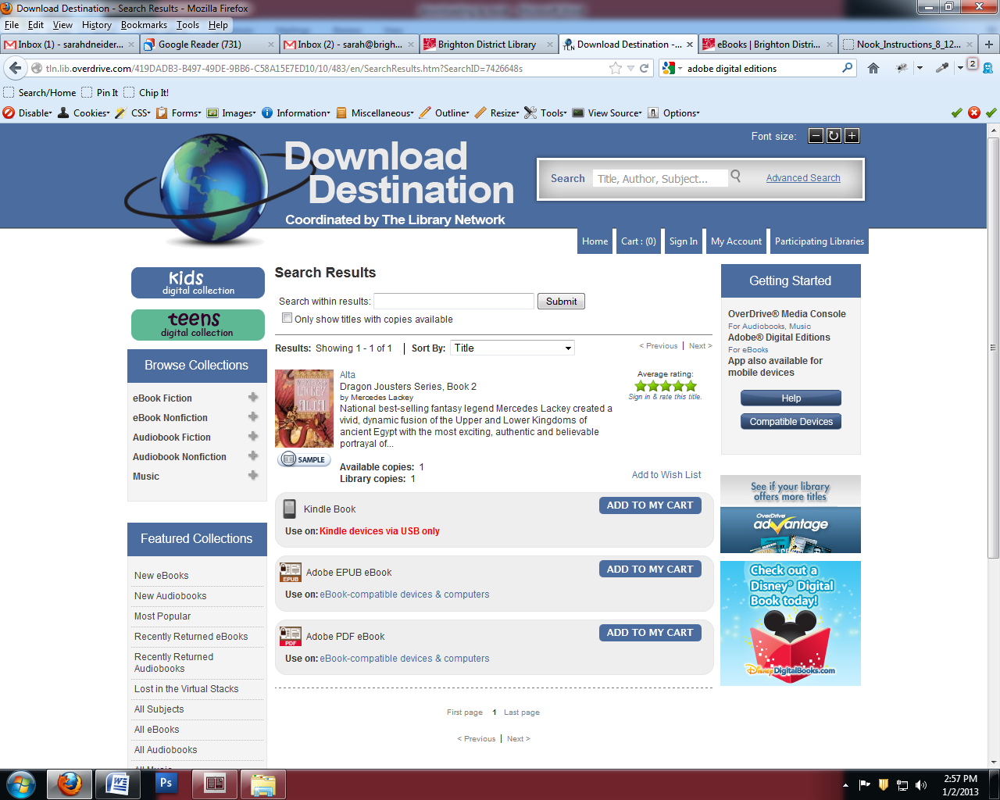 Download Destination - Search Results - Mozilla Firefox
File Edit View History Bookmarks Tools Help
Inbox (1) - sarahdneider... Google Reader (731) Inbox (2) - sarah@brigh... Brighton District Library Download Destination -... eBooks | Brighton Distri... Nook_Instructions_8_12...
tln.lib.overdrive.com/419DADB3-B497-49DE-9BB6-C58A15E7ED10/10/483/en/SearchResults.htm?SearchID=7426648s adobe digital editions 2
Search/Home Pin It Chip It!
Disable Cookies CSS Forms Images Information Miscellaneous Outline Resize Tools View Source Options
Font size:
Download
Destination
Coordinated by The Library Network
Search Title, Author, Subject... Advanced Search
Home Cart : (0) Sign In My Account Participating Libraries
kids
digital collection
teens
digital collection
Browse Collections
eBook Fiction
eBook Nonfiction
Audiobook Fiction
Audiobook Nonfiction
Music
Featured Collections
New eBooks
New Audiobooks
Most Popular
Recently Returned eBooks
Recently Returned
Audiobooks
Lost in the Virtual Stacks
All Subjects
All eBooks
All Audiobooks
All Music
Search Results
Search within results: Submit
Only show titles with copies available
Results: Showing 1 - 1 of 1 Sort By: Title < Previous | Next >
LACKEY
ALTA
SAMPLE
Alta
Dragon Jousters Series, Book 2
by Mercedes Lackey
National best-selling fantasy legend Mercedes Lackey created a
vivid, dynamic fusion of the Upper and Lower Kingdoms of
ancient Egypt with the most exciting, authentic and believable
portrayal of...
Available copies: 1
Library copies: 1
Average rating:
Sign in & rate this title.
Add to Wish List
Kindle Book ADD TO MY CART
Use on: Kindle devices via USB only
EPUB Adobe EPUB eBook ADD TO MY CART
Use on: eBook-compatible devices & computers
PDF Adobe PDF eBook ADD TO MY CART
Use on: eBook-compatible devices & computers
First page 1 Last page
< Previous | Next >
Getting Started
OverDrive® Media Console
For Audiobooks, Music
Adobe® Digital Editions
For eBooks
App also available for
mobile devices
Help
Compatible Devices
See if your library
offers more titles
OverDrive
advantage
Check out a
Disney® Digital
Book today!
DisneyDigitalBooks.com
Ps
2:57 PM
1/2/2013